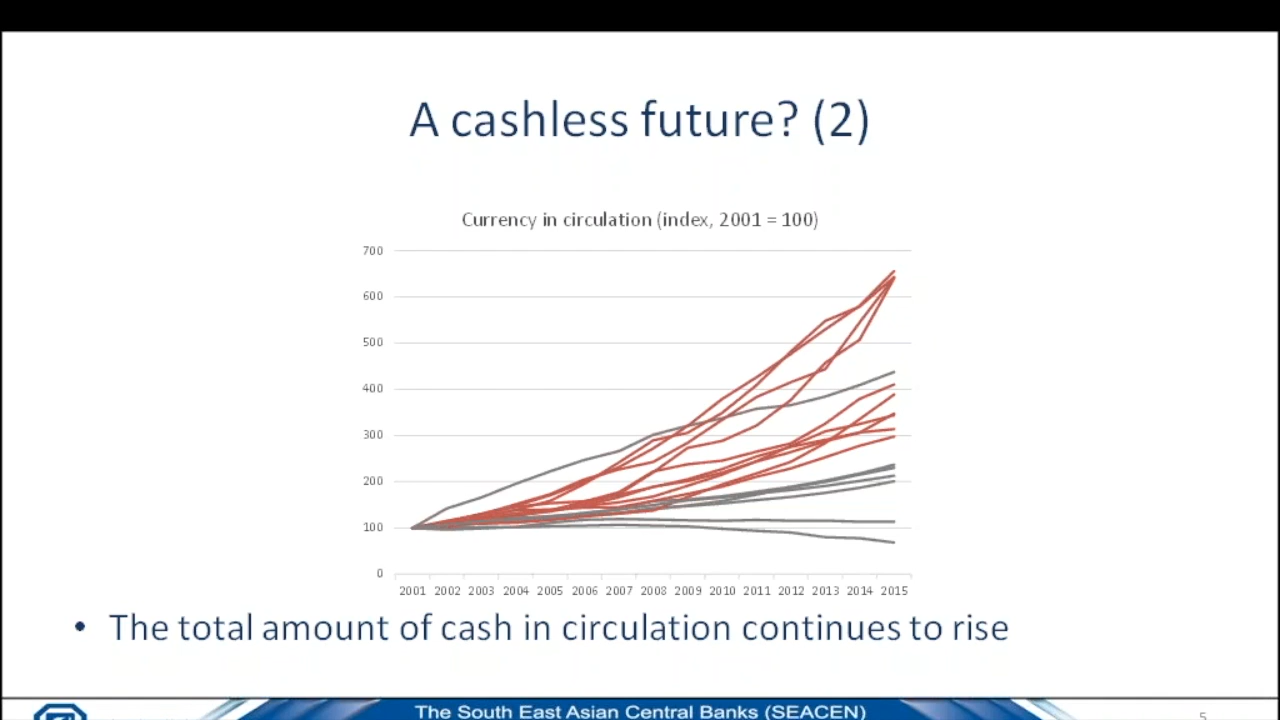 A cashless future? (2)
Currency in circulation (index, 2001 = 100)
700
600
500
400
300
200
100
0
2001 2002 2003 2004 2005 2006 2007 2008 2009 2010 2011 2012 2013 2014 2015
• The total amount of cash in circulation continues to rise
The South East Asian Central Banks (SEACEN)
5